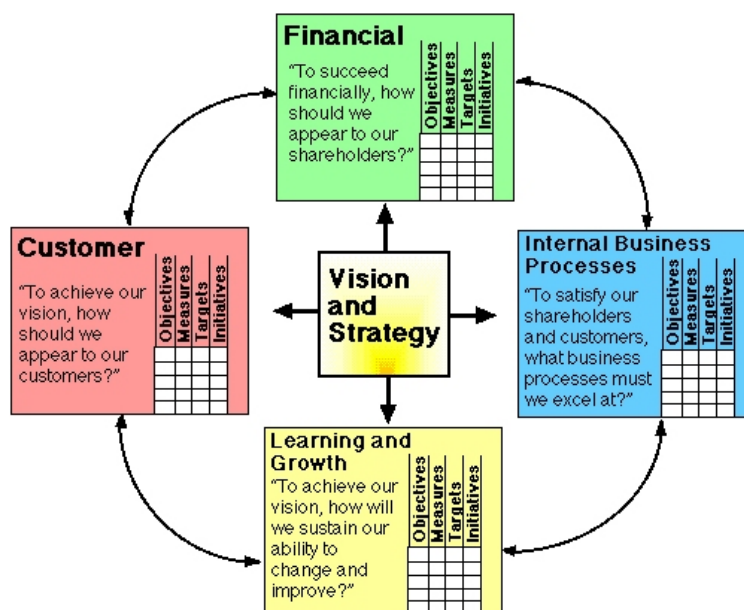 Financial
“To succeed
financially, how
should we
appear to our
shareholders?”
Objectives
Measures
Targets
Initiatives
Customer
“To achieve our
vision, how
should we
appear to our
customers?”
Objectives
Measures
Targets
Initiatives
Vision
and
Strategy
Internal Business
Processes
“To satisfy our
shareholders
and customers,
what business
processes must
we excel at?”
Objectives
Measures
Targets
Initiatives
Learning and
Growth
“To achieve our
vision, how will
we sustain our
ability to
change and
improve?”
Objectives
Measures
Targets
Initiatives